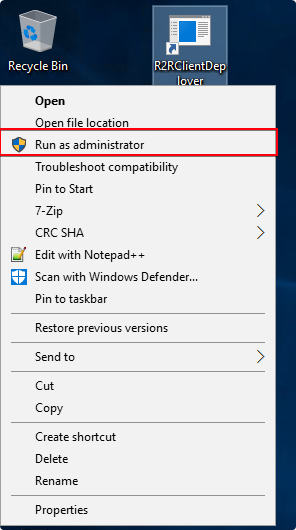 Recycle Bin
R2RClientDep
loyer
Open
Open file location
Run as administrator
Troubleshoot compatibility
Pin to Start
7-Zip
CRC SHA
Edit with Notepad++
Scan with Windows Defender...
Pin to taskbar
Restore previous versions
Send to
Cut
Copy
Create shortcut
Delete
Rename
Properties